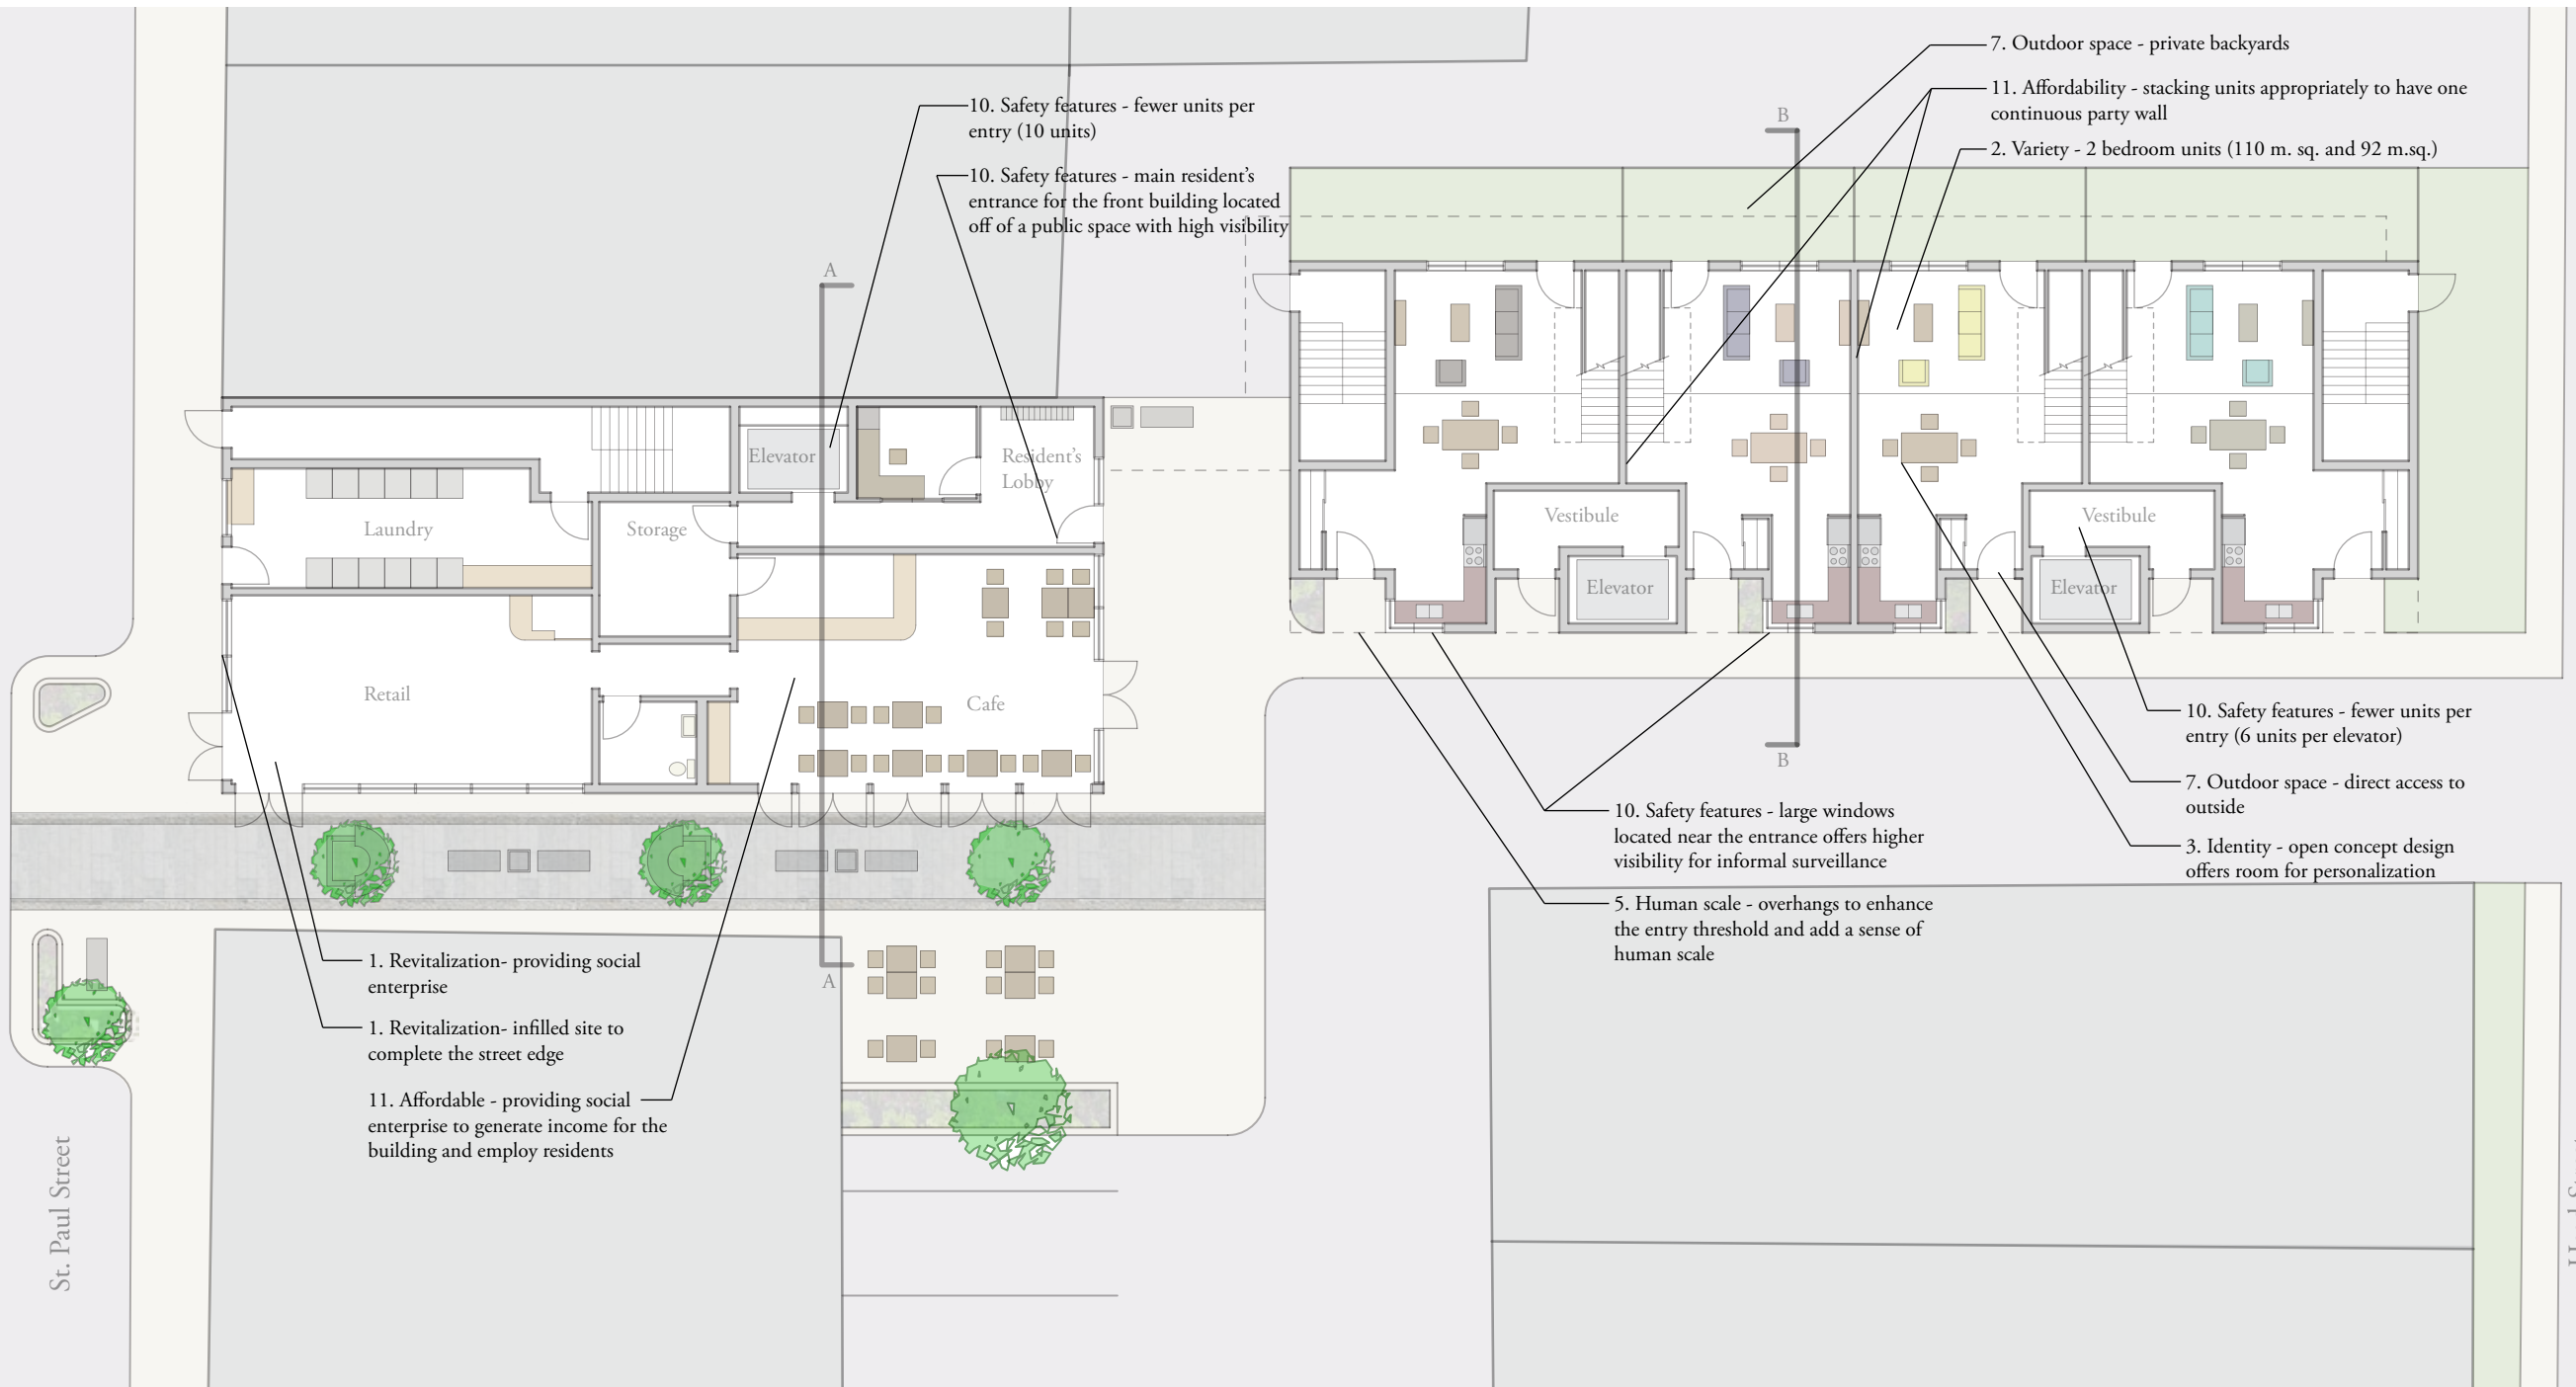 7. Outdoor space - private backyards
11. Affordability - stacking units appropriately to have one
continuous party wall
2. Variety - 2 bedroom units (110 m. sq. and 92 m.sq.)
10. Safety features - fewer units per
entry (10 units)
10. Safety features - main resident’s
entrance for the front building located
off of a public space with high visibility
B
A
Elevator
Resident's
Lobby
Laundry
Storage
Retail
Cafe
Vestibule
Elevator
Vestibule
Elevator
B
A
10. Safety features - fewer units per
entry (6 units per elevator)
7. Outdoor space - direct access to
outside
3. Identity - open concept design
offers room for personalization
10. Safety features - large windows
located near the entrance offers higher
visibility for informal surveillance
5. Human scale - overhangs to enhance
the entry threshold and add a sense of
human scale
1. Revitalization- providing social
enterprise
1. Revitalization- infilled site to
complete the street edge
11. Affordable - providing social
enterprise to generate income for the
building and employ residents
St. Paul Street